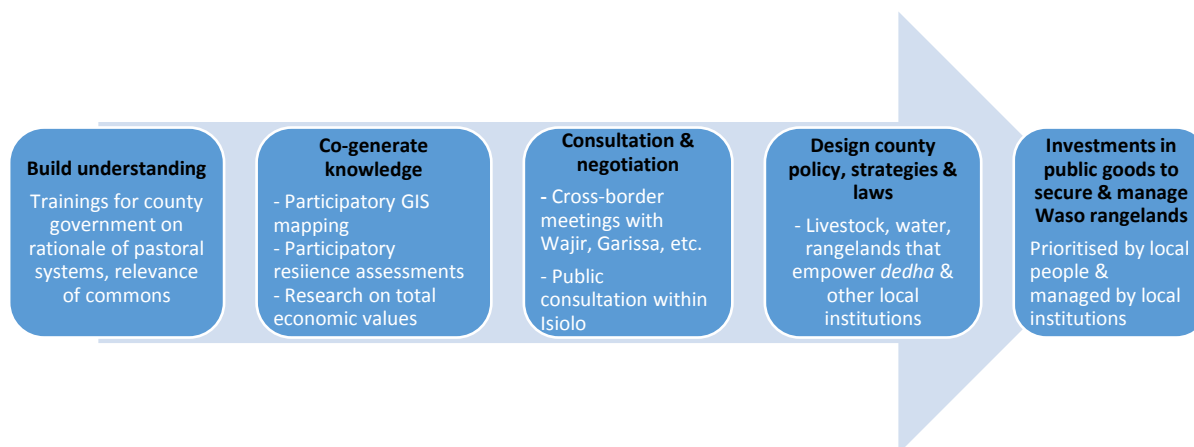 Build understanding
Trainings for county
government on
rationale of pastoral
systems, relevance
of commons
Co-generate
knowledge
- Participatory GIS
mapping
- Participatory
resiience assessments
- Research on total
economic values
Consultation &
negotiation
- Cross-border
meetings with
Wajir, Garissa, etc.
- Public
consultation within
Isiolo
Design county
policy, strategies &
laws
- Livestock, water,
rangelands that
empower dedha &
other local
institutions
Investments in
public goods to
secure & manage
Waso rangelands
Prioritised by local
people &
managed by local
institutions